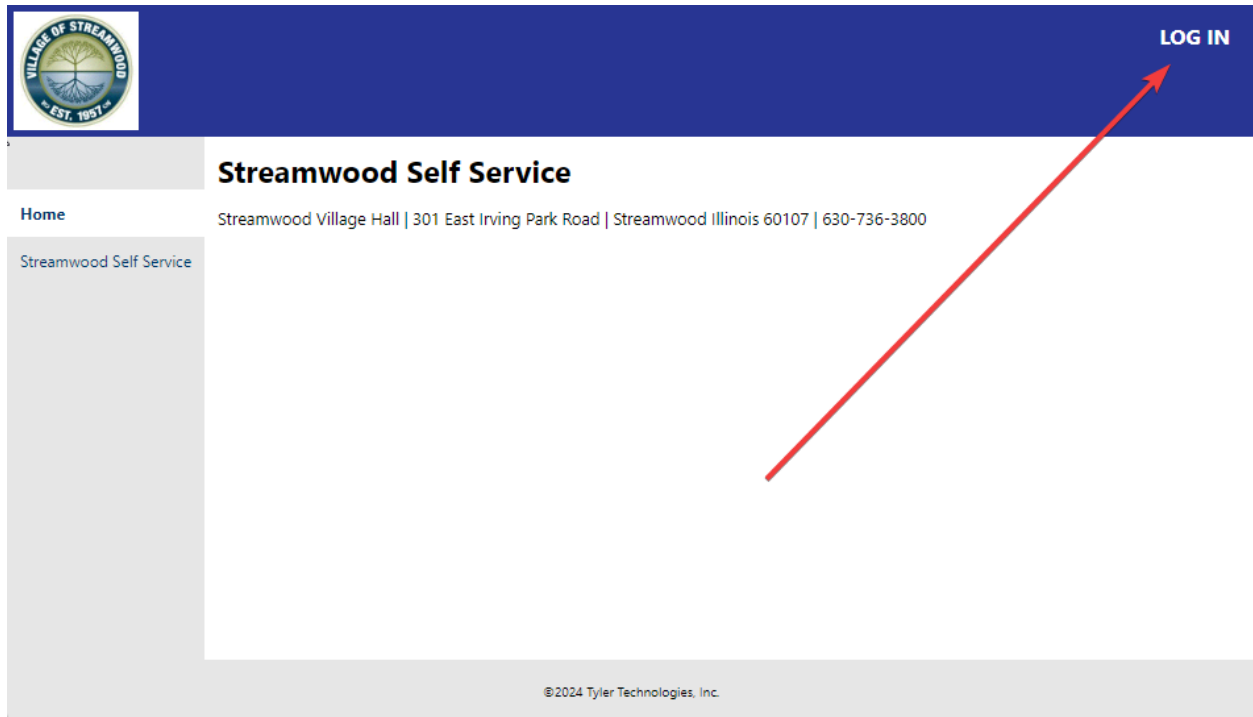 VILLAGE OF STREAMWOOD
EST. 1957
LOG IN
Streamwood Self Service
Home
Streamwood Village Hall | 301 East Irving Park Road | Streamwood Illinois 60107 | 630-736-3800
Streamwood Self Service
©2024 Tyler Technologies, Inc.